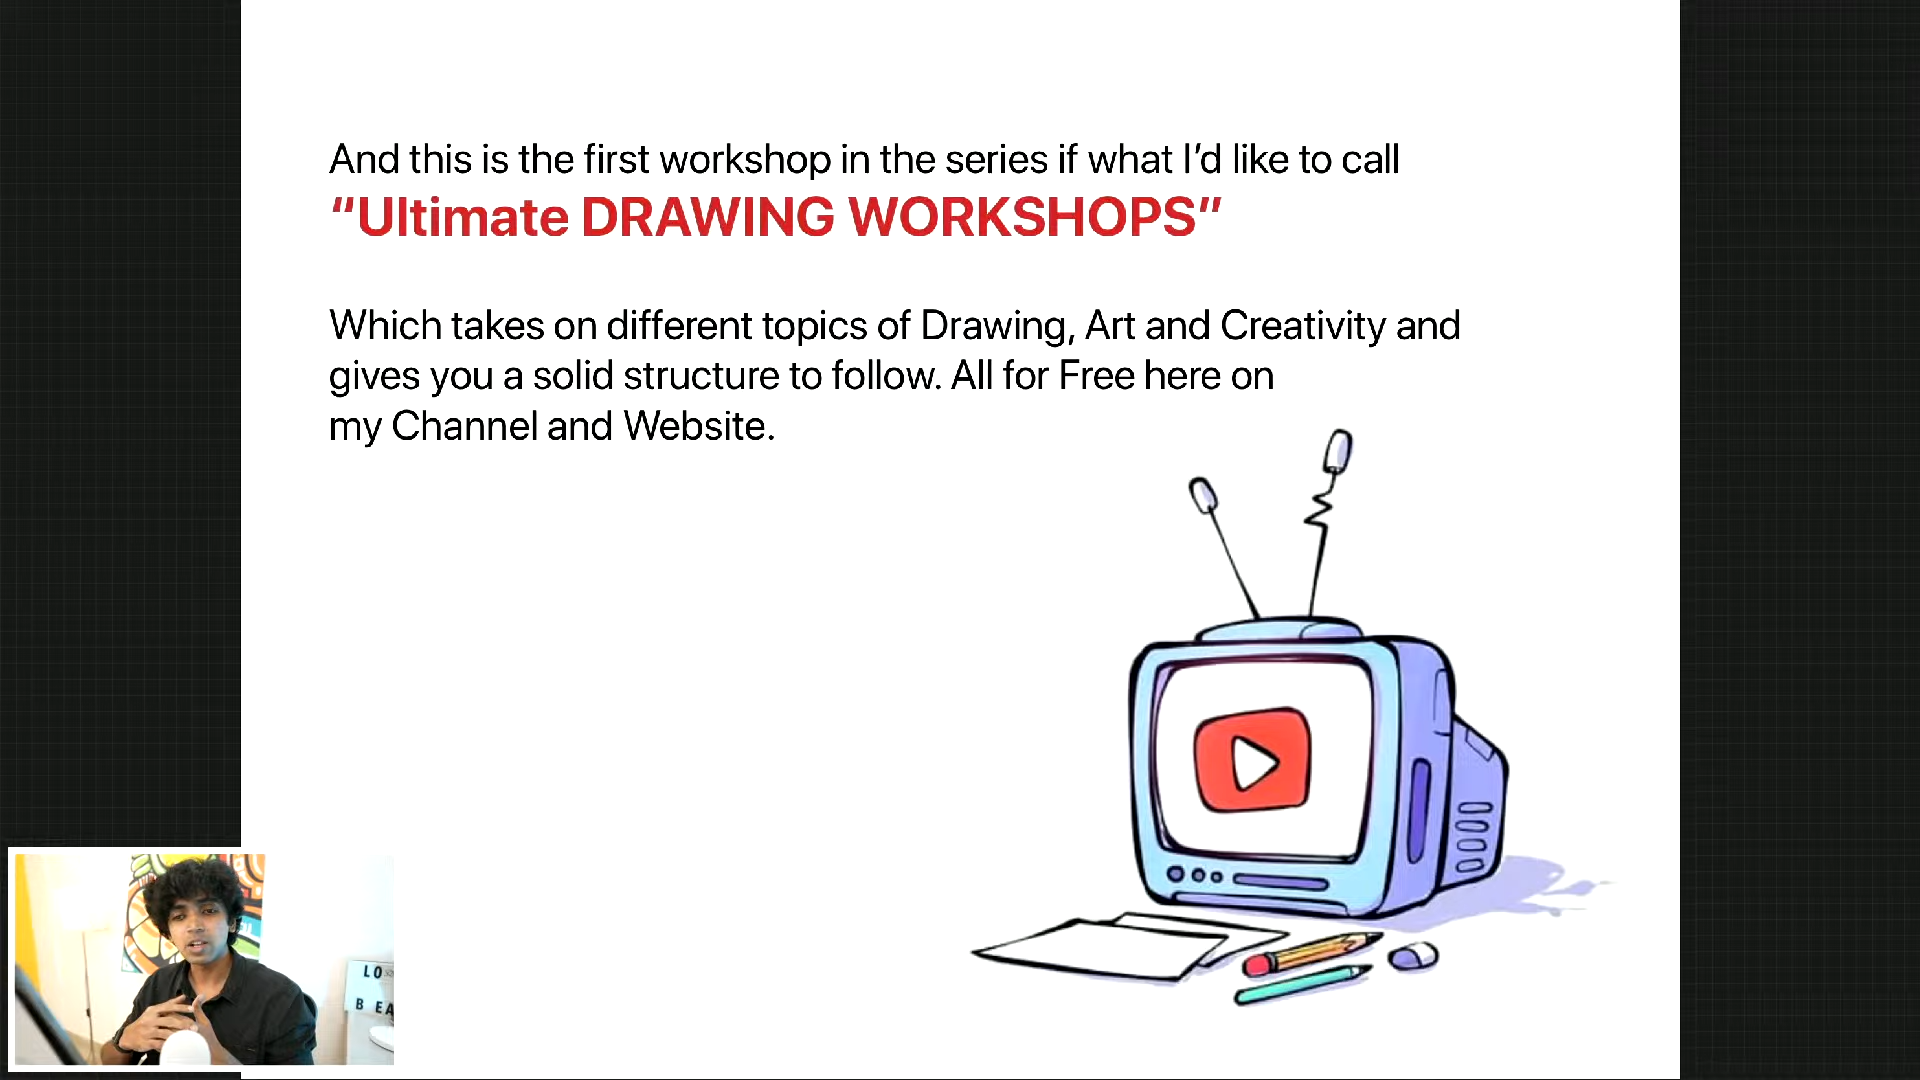 And this is the first workshop in the series if what I'd like to call
"Ultimate DRAWING WORKSHOPS"
Which takes on different topics of Drawing, Art and Creativity and
gives you a solid structure to follow. All for Free here on
my Channel and Website.
LO
B EA